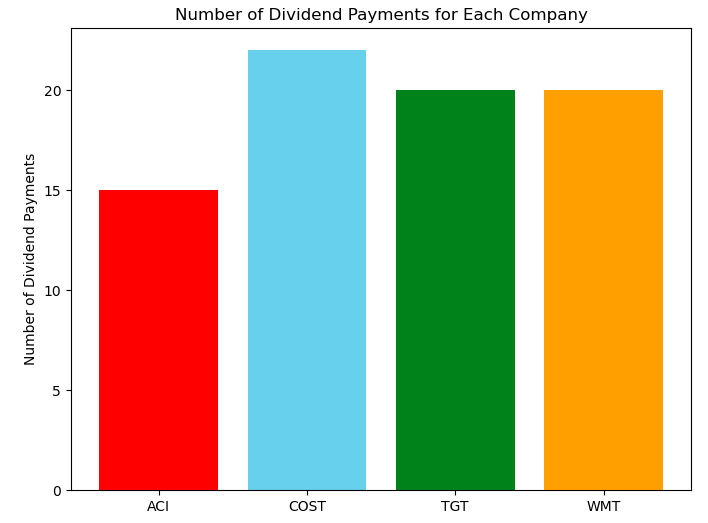 Number of Dividend Payments for Each Company
Number of Dividend Payments
20
15
10
5
0
ACI COST TGT WMT